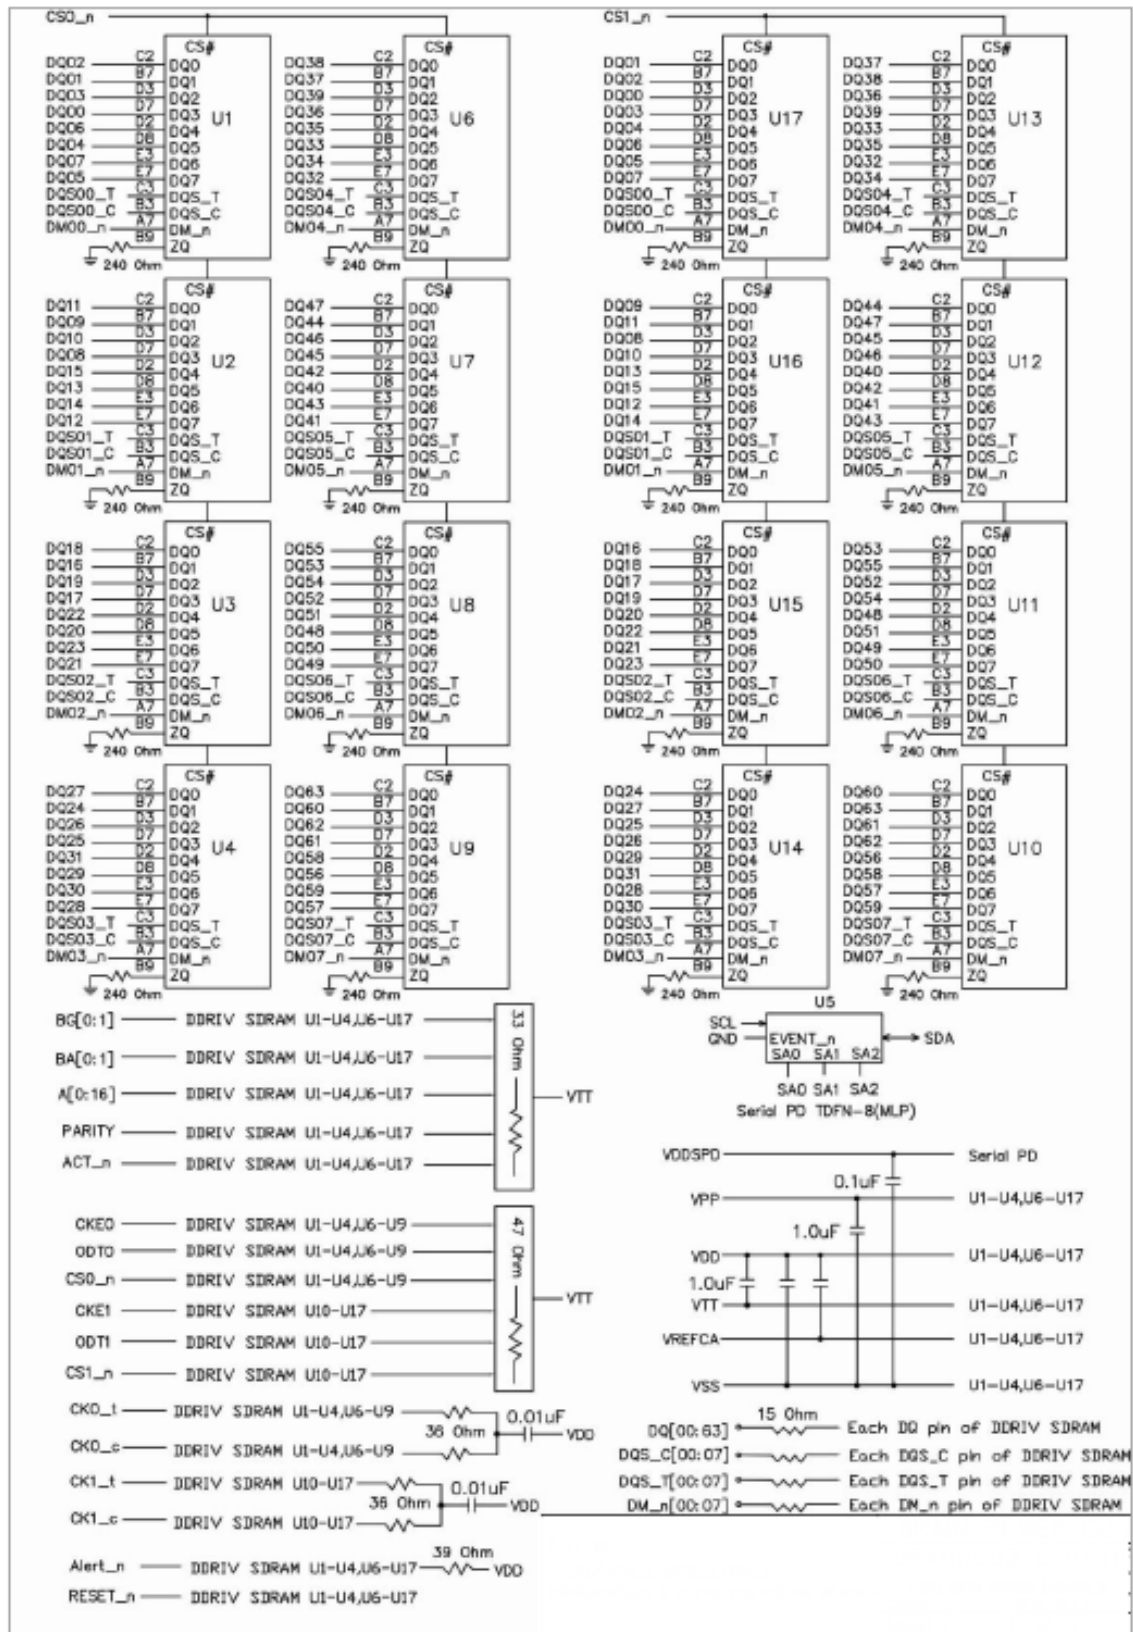 CS0_n
CS#
U1
DQ02 C2 DQ0
DQ01 B7 DQ1
DQ03 D3 DQ2
DQ00 D7 DQ3
DQ06 D2 DQ4
DQ04 D8 DQ5
DQ07 E3 DQ6
DQ05 E7 DQ7
DQS00_T C3 DQS_T
DQS00_C B3 DQS_C
DM00_n A7 DM_n
B9 ZQ
240 Ohm
CS#
U6
DQ38 C2 DQ0
DQ37 B7 DQ1
DQ39 D3 DQ2
DQ36 D7 DQ3
DQ35 D2 DQ4
DQ33 D8 DQ5
DQ34 E3 DQ6
DQ32 E7 DQ7
DQS04_T C3 DQS_T
DQS04_C B3 DQS_C
DM04_n A7 DM_n
B9 ZQ
240 Ohm
CS1_n
CS#
U17
DQ01 C2 DQ0
DQ02 B7 DQ1
DQ00 D3 DQ2
DQ03 D7 DQ3
DQ04 D2 DQ4
DQ06 D8 DQ5
DQ05 E3 DQ6
DQ07 E7 DQ7
DQS00_T C3 DQS_T
DQS00_C B3 DQS_C
DM00_n A7 DM_n
B9 ZQ
240 Ohm
CS#
U13
DQ37 C2 DQ0
DQ38 B7 DQ1
DQ36 D3 DQ2
DQ39 D7 DQ3
DQ33 D2 DQ4
DQ35 D8 DQ5
DQ32 E3 DQ6
DQ34 E7 DQ7
DQS04_T C3 DQS_T
DQS04_C B3 DQS_C
DM04_n A7 DM_n
B9 ZQ
240 Ohm
CS#
U2
DQ11 C2 DQ0
DQ09 B7 DQ1
DQ10 D3 DQ2
DQ08 D7 DQ3
DQ15 D2 DQ4
DQ13 D8 DQ5
DQ14 E3 DQ6
DQ12 E7 DQ7
DQS01_T C3 DQS_T
DQS01_C B3 DQS_C
DM01_n A7 DM_n
B9 ZQ
240 Ohm
CS#
U7
DQ47 C2 DQ0
DQ44 B7 DQ1
DQ46 D3 DQ2
DQ45 D7 DQ3
DQ42 D2 DQ4
DQ40 D8 DQ5
DQ43 E3 DQ6
DQ41 E7 DQ7
DQS05_T C3 DQS_T
DQS05_C B3 DQS_C
DM05_n A7 DM_n
B9 ZQ
240 Ohm
CS#
U16
DQ09 C2 DQ0
DQ11 B7 DQ1
DQ08 D3 DQ2
DQ10 D7 DQ3
DQ13 D2 DQ4
DQ15 D8 DQ5
DQ12 E3 DQ6
DQ14 E7 DQ7
DQS01_T C3 DQS_T
DQS01_C B3 DQS_C
DM01_n A7 DM_n
B9 ZQ
240 Ohm
CS#
U12
DQ44 C2 DQ0
DQ47 B7 DQ1
DQ45 D3 DQ2
DQ46 D7 DQ3
DQ40 D2 DQ4
DQ42 D8 DQ5
DQ41 E3 DQ6
DQ43 E7 DQ7
DQS05_T C3 DQS_T
DQS05_C B3 DQS_C
DM05_n A7 DM_n
B9 ZQ
240 Ohm
CS#
U3
DQ18 C2 DQ0
DQ16 B7 DQ1
DQ19 D3 DQ2
DQ17 D7 DQ3
DQ22 D2 DQ4
DQ20 D8 DQ5
DQ23 E3 DQ6
DQ21 E7 DQ7
DQS02_T C3 DQS_T
DQS02_C B3 DQS_C
DM02_n A7 DM_n
B9 ZQ
240 Ohm
CS#
U8
DQ55 C2 DQ0
DQ53 B7 DQ1
DQ54 D3 DQ2
DQ52 D7 DQ3
DQ51 D2 DQ4
DQ48 D8 DQ5
DQ50 E3 DQ6
DQ49 E7 DQ7
DQS06_T C3 DQS_T
DQS06_C B3 DQS_C
DM06_n A7 DM_n
B9 ZQ
240 Ohm
CS#
U15
DQ16 C2 DQ0
DQ18 B7 DQ1
DQ17 D3 DQ2
DQ19 D7 DQ3
DQ20 D2 DQ4
DQ22 D8 DQ5
DQ21 E3 DQ6
DQ23 E7 DQ7
DQS02_T C3 DQS_T
DQS02_C B3 DQS_C
DM02_n A7 DM_n
B9 ZQ
240 Ohm
CS#
U11
DQ53 C2 DQ0
DQ55 B7 DQ1
DQ52 D3 DQ2
DQ54 D7 DQ3
DQ48 D2 DQ4
DQ51 D8 DQ5
DQ49 E3 DQ6
DQ50 E7 DQ7
DQS06_T C3 DQS_T
DQS06_C B3 DQS_C
DM06_n A7 DM_n
B9 ZQ
240 Ohm
CS#
U4
DQ27 C2 DQ0
DQ24 B7 DQ1
DQ26 D3 DQ2
DQ25 D7 DQ3
DQ31 D2 DQ4
DQ29 D8 DQ5
DQ30 E3 DQ6
DQ28 E7 DQ7
DQS03_T C3 DQS_T
DQS03_C B3 DQS_C
DM03_n A7 DM_n
B9 ZQ
240 Ohm
CS#
U9
DQ63 C2 DQ0
DQ60 B7 DQ1
DQ62 D3 DQ2
DQ61 D7 DQ3
DQ58 D2 DQ4
DQ56 D8 DQ5
DQ59 E3 DQ6
DQ57 E7 DQ7
DQS07_T C3 DQS_T
DQS07_C B3 DQS_C
DM07_n A7 DM_n
B9 ZQ
240 Ohm
CS#
U14
DQ24 C2 DQ0
DQ27 B7 DQ1
DQ25 D3 DQ2
DQ26 D7 DQ3
DQ29 D2 DQ4
DQ31 D8 DQ5
DQ28 E3 DQ6
DQ30 E7 DQ7
DQS03_T C3 DQS_T
DQS03_C B3 DQS_C
DM03_n A7 DM_n
B9 ZQ
240 Ohm
CS#
U10
DQ60 C2 DQ0
DQ63 B7 DQ1
DQ61 D3 DQ2
DQ62 D7 DQ3
DQ56 D2 DQ4
DQ58 D8 DQ5
DQ57 E3 DQ6
DQ59 E7 DQ7
DQS07_T C3 DQS_T
DQS07_C B3 DQS_C
DM07_n A7 DM_n
B9 ZQ
240 Ohm
BG[0:1] DDRIV SDRAM U1-U4,U6-U17
BA[0:1] DDRIV SDRAM U1-U4,U6-U17
A[0:16] DDRIV SDRAM U1-U4,U6-U17
PARITY DDRIV SDRAM U1-U4,U6-U17
ACT_n DDRIV SDRAM U1-U4,U6-U17
33 Ohm
VTT
CKE0 DDRIV SDRAM U1-U4,U6-U9
ODT0 DDRIV SDRAM U1-U4,U6-U9
CS0_n DDRIV SDRAM U1-U4,U6-U9
CKE1 DDRIV SDRAM U10-U17
ODT1 DDRIV SDRAM U10-U17
CS1_n DDRIV SDRAM U10-U17
47 Ohm
VTT
CK0_t DDRIV SDRAM U1-U4,U6-U9
36 Ohm 0.01uF VDD
CK0_c DDRIV SDRAM U1-U4,U6-U9
CK1_t DDRIV SDRAM U10-U17
36 Ohm 0.01uF VDD
CK1_c DDRIV SDRAM U10-U17
Alert_n DDRIV SDRAM U1-U4,U6-U17 39 Ohm VDD
RESET_n DDRIV SDRAM U1-U4,U6-U17
U5
SCL
GND EVENT_n SDA
SA0 SA1 SA2
SA0 SA1 SA2
Serial PD TDFN-8(MLP)
VDDSPD Serial PD
0.1uF
VPP U1-U4,U6-U17
1.0uF
VDD U1-U4,U6-U17
1.0uF
VTT U1-U4,U6-U17
VREFCA U1-U4,U6-U17
VSS U1-U4,U6-U17
15 Ohm
DQ[00:63] Each DQ pin of DDRIV SDRAM
DQS_C[00:07] Each DQS_C pin of DDRIV SDRAM
DQS_T[00:07] Each DQS_T pin of DDRIV SDRAM
DM_n[00:07] Each DM_n pin of DDRIV SDRAM